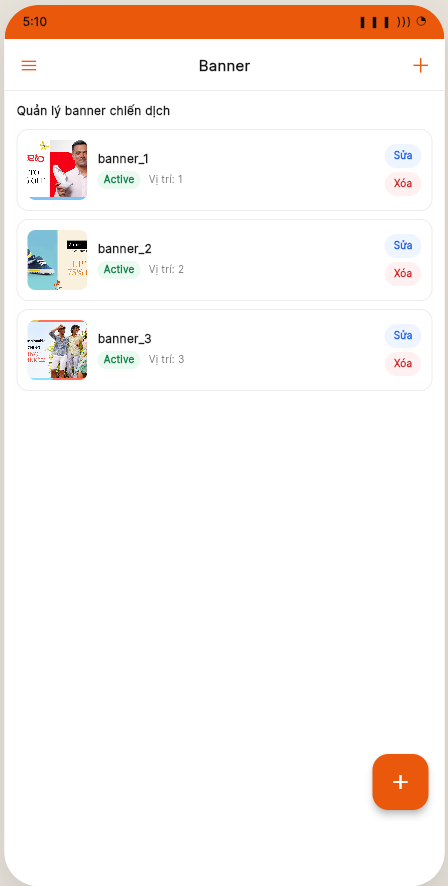 5:10
Banner
Quản lý banner chiến dịch
banner_1
Active Vị trí: 1
Sửa
Xóa
banner_2
Active Vị trí: 2
Sửa
Xóa
75%
banner_3
Active Vị trí: 3
Sửa
Xóa